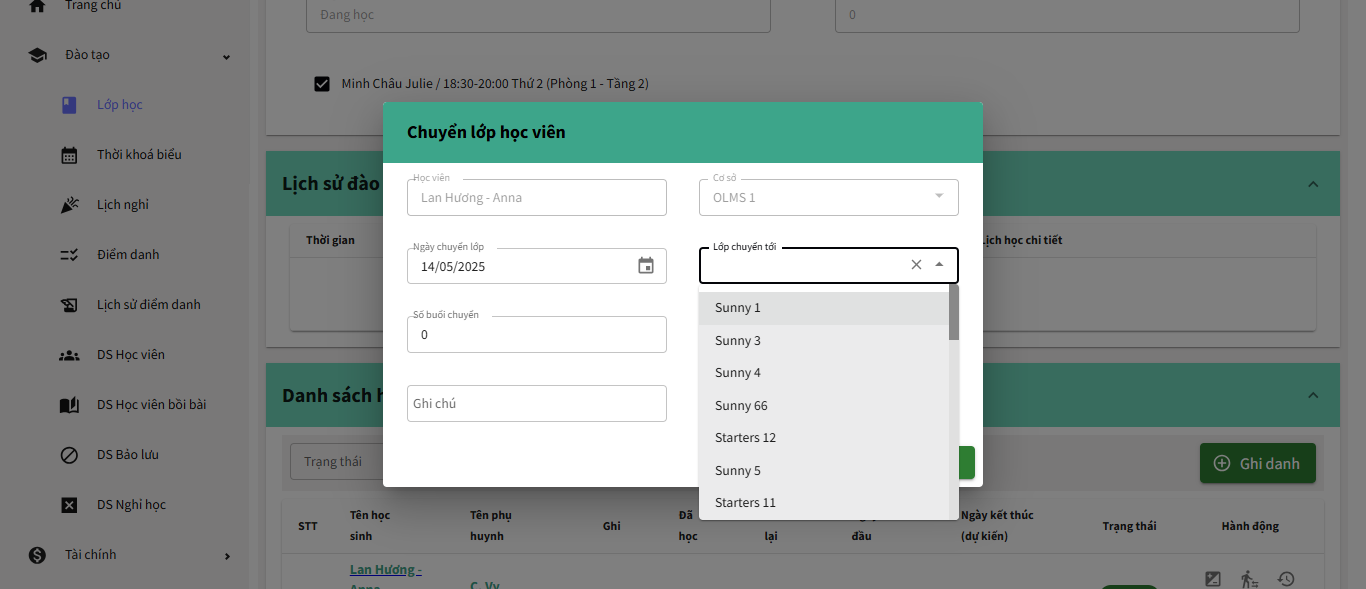 Trang chủ
Đào tạo
Lớp học
Thời khoá biểu
Lịch nghỉ
Điểm danh
Lịch sử điểm danh
DS Học viên
DS Học viên bồi bài
DS Bảo lưu
DS Nghỉ học
Tài chính
Đang học
0
Minh Châu Julie / 18:30-20:00 Thứ 2 (Phòng 1 - Tầng 2)
Chuyển lớp học viên
Học viên
Lan Hương - Anna
Cơ sở
OLMS 1
Ngày chuyển lớp
14/05/2025
Lớp chuyển tới
Số buổi chuyển
0
Ghi chú
Sunny 1
Sunny 3
Sunny 4
Sunny 66
Starters 12
Sunny 5
Starters 11
Lịch sử đào
Thời gian
Lịch học chi tiết
Danh sách
Trạng thái
Ghi danh
STT
Tên học
sinh
Tên phụ
huynh
Ghi
Đã
học
lại
đầu
Ngày kết thúc
(dự kiến)
Trạng thái
Hành động
Lan Hương -
Anna
C. Vy